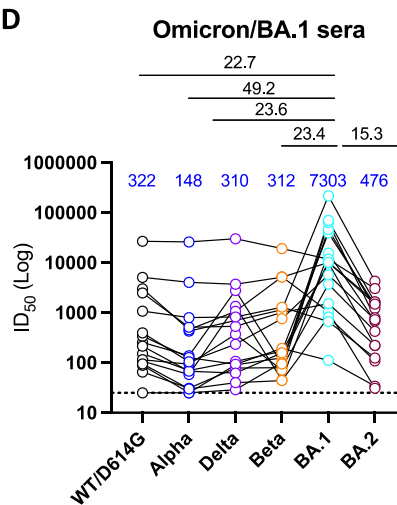 D
Omicron/BA.1 sera
22.7
49.2
23.6
23.4 15.3
1000000
322 148 310 312 7303 476
100000
10000
1000
100
10
ID50 (Log)
WT/D614G
Alpha
Delta
Beta
BA.1
BA.2